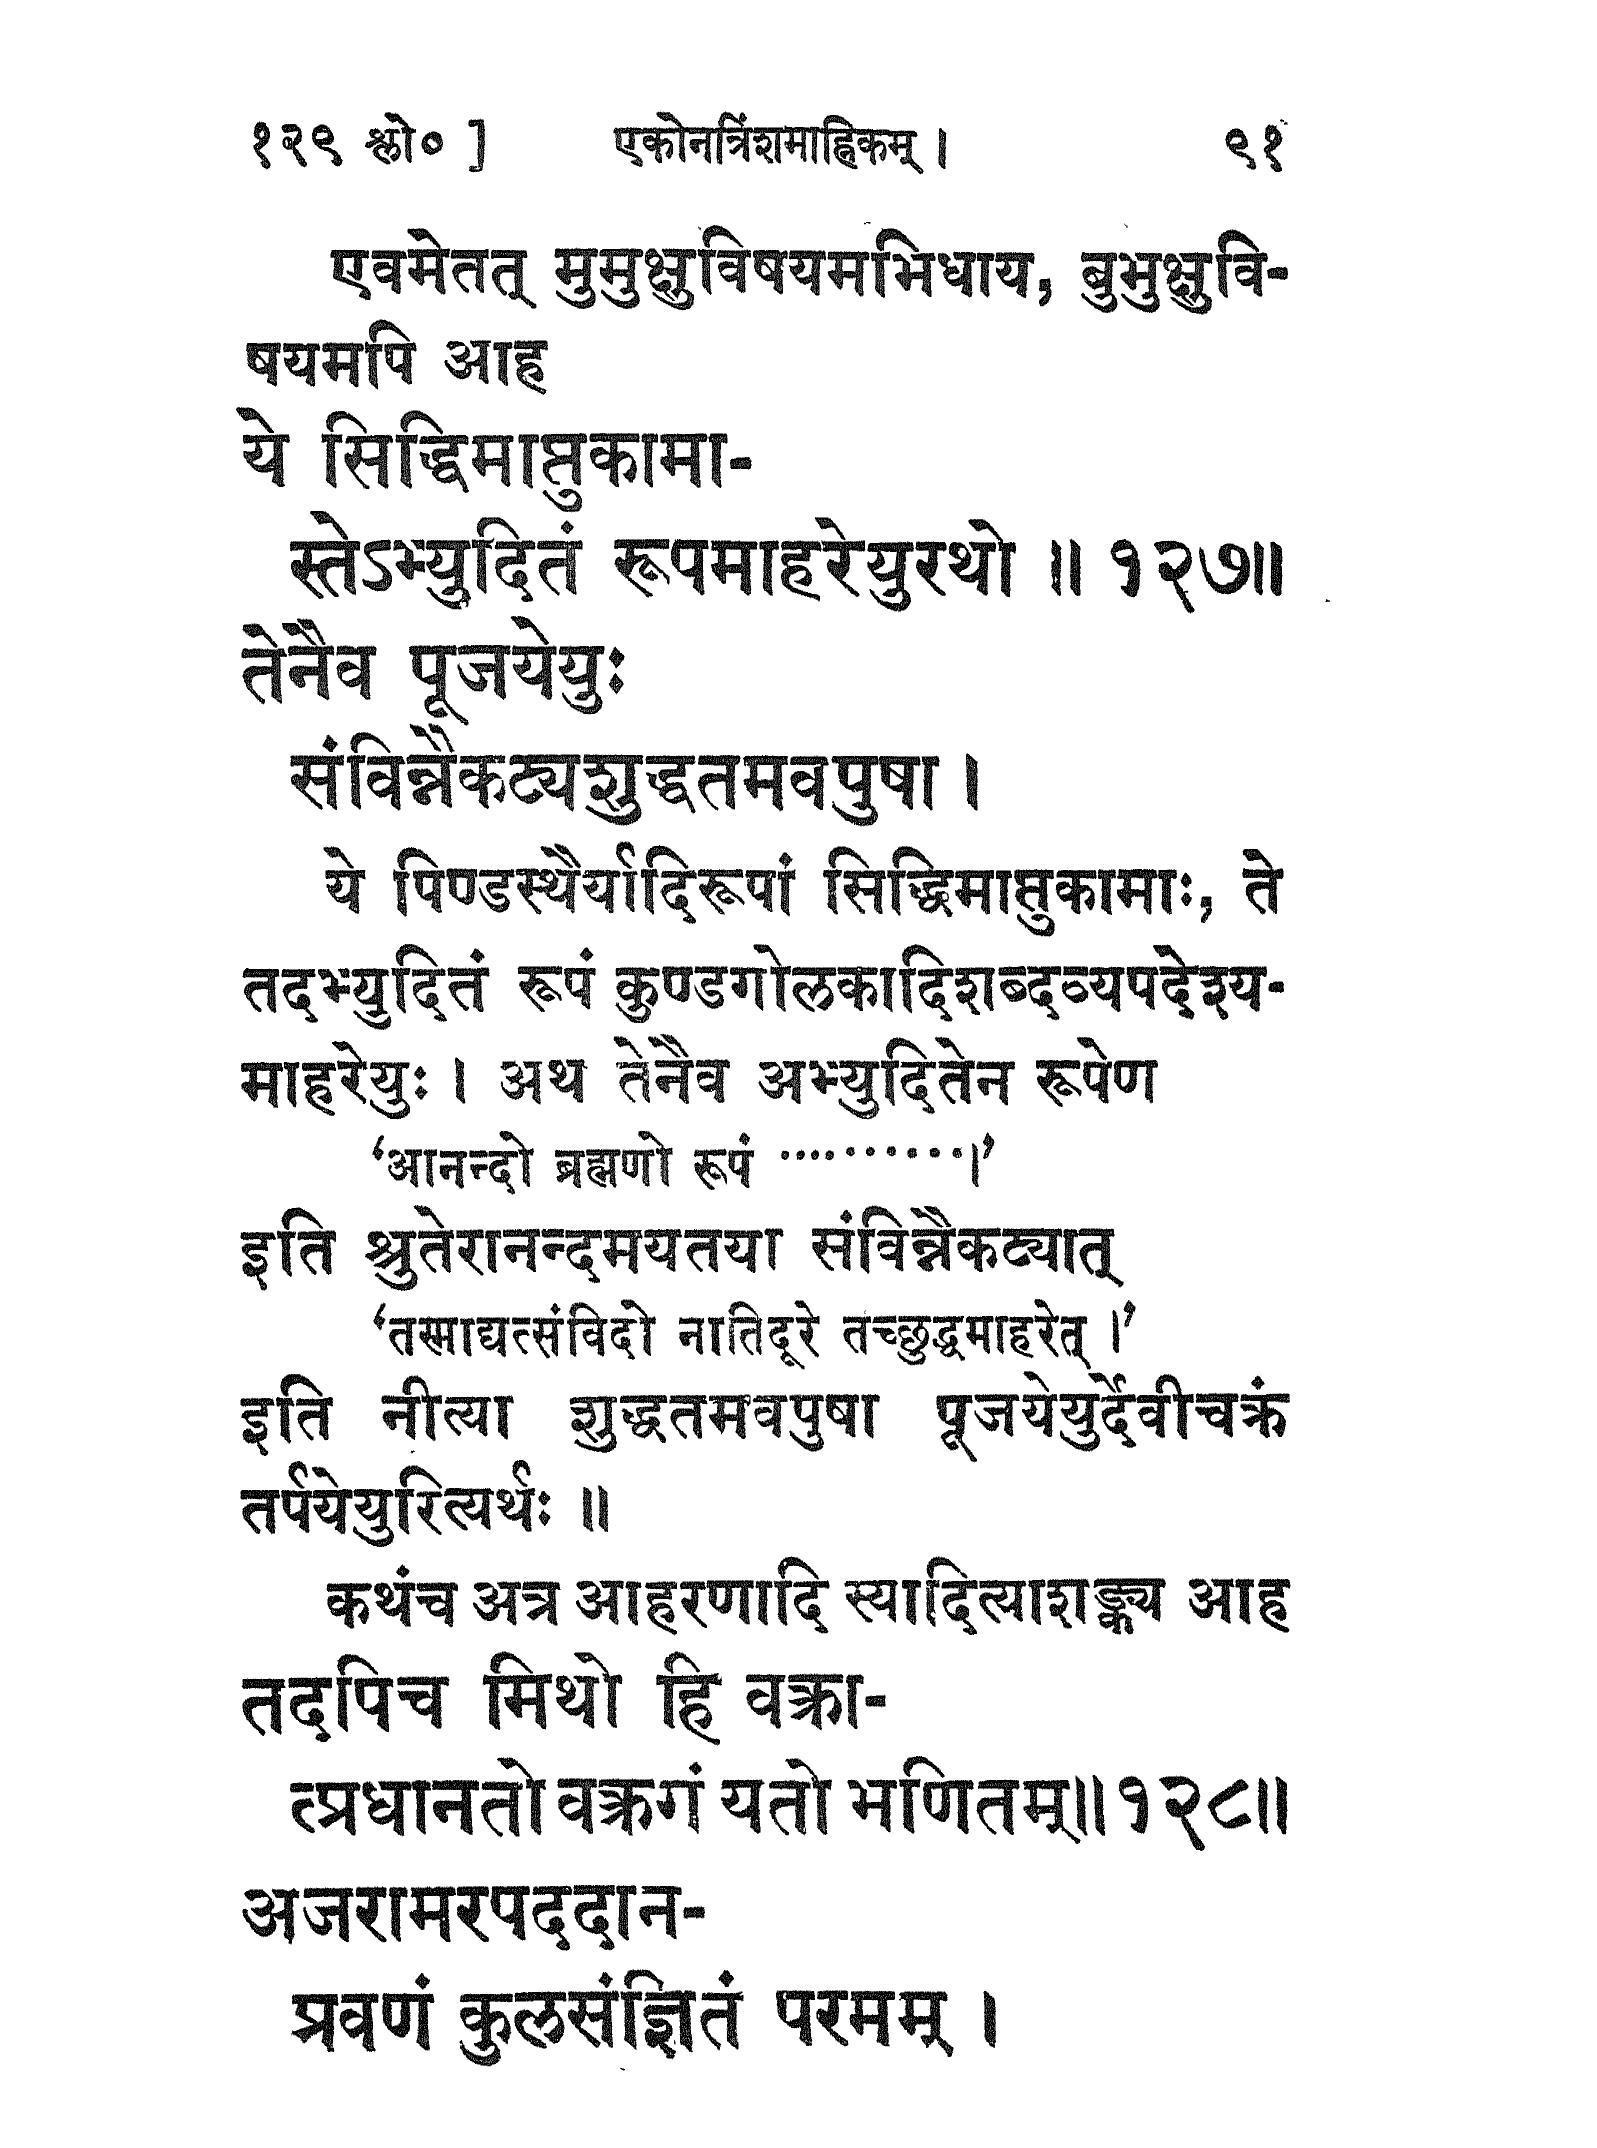 १२९ श्लो० ] एकोनत्रिंशमाह्निकम् । ९१
एवमेतत् मुमुक्षुविषयमभिधाय, बुभुक्षुवि-
षयमपि आह
ये सिद्धिमाप्तुकामा-
स्तेऽभ्युदितं रूपमाहरेयुरथो ॥ १२७॥
तेनैव पूजयेयुः
संविन्नैकट्यशुद्धतमवपुषा ।
ये पिण्डस्थैर्यादिरूपां सिद्धिमाप्तुकामाः, ते
तदभ्युदितं रूपं कुण्डगोलकादिशब्दव्यपदेश्य-
माहरेयुः । अथ तेनैव अभ्युदितेन रूपेण
‘आनन्दो ब्रह्मणो रूपं ..........।’
इति श्रुतेरानन्दमयतया संविन्नैकट्यात्
‘तस्माद्यत्संविदो नातिदूरे तच्छुद्धमाहरेत् ।’
इति नीत्या शुद्धतमवपुषा पूजयेयुर्देवीचक्रं
तर्पयेयुरित्यर्थः ॥
कथंच अत्र आहरणादि स्यादित्याशङ्क्य आह
तदपिच मिथो हि वक्त्रा-
त्प्रधानतो वक्त्रगं यतो भणितम्॥१२८॥
अजरामरपददान-
प्रवणं कुलसंज्ञितं परमम् ।